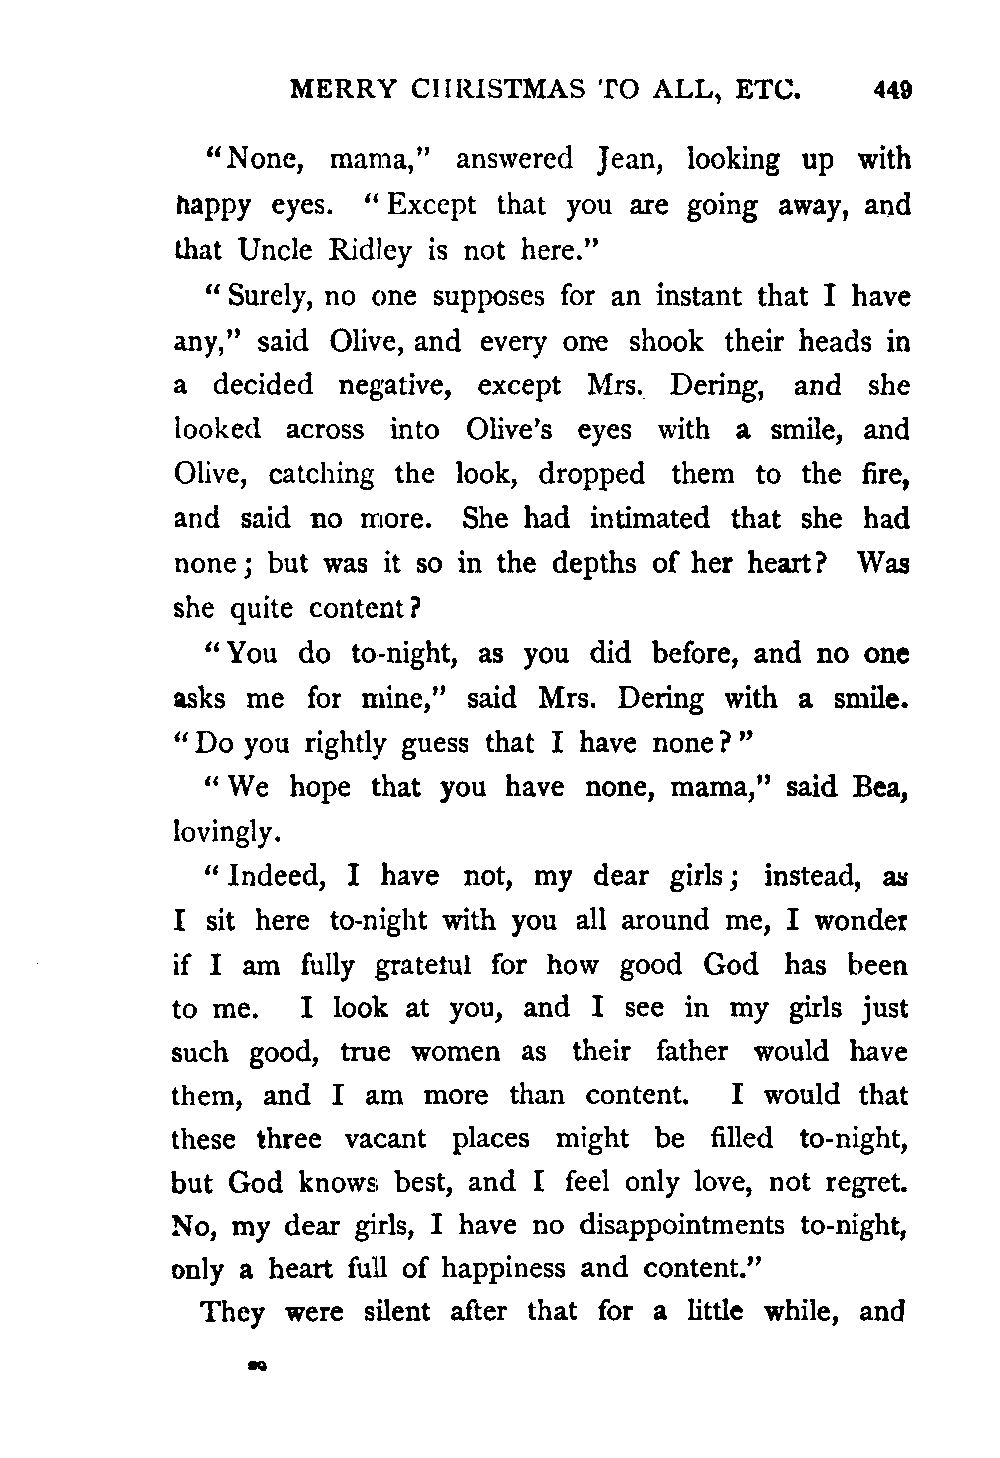 MERRY CHRISTMAS TO ALL, ETC. 449
"None, mama," answered Jean, looking up with
happy eyes. "Except that you are going away, and
that Uncle Ridley is not here."
"Surely, no one supposes for an instant that I have
any," said Olive, and every one shook their heads in
a decided negative, except Mrs. Dering, and she
looked across into Olive's eyes with a smile, and
Olive, catching the look, dropped them to the fire,
and said no more. She had intimated that she had
none; but was it so in the depths of her heart? Was
she quite content?
"You do to-night, as you did before, and no one
asks me for mine," said Mrs. Dering with a smile.
"Do you rightly guess that I have none?"
"We hope that you have none, mama," said Bea,
lovingly.
"Indeed, I have not, my dear girls; instead, as
I sit here to-night with you all around me, I wonder
if I am fully grateful for how good God has been
to me. I look at you, and I see in my girls just
such good, true women as their father would have
them, and I am more than content. I would that
these three vacant places might be filled to-night,
but God knows best, and I feel only love, not regret.
No, my dear girls, I have no disappointments to-night,
only a heart full of happiness and content."
They were silent after that for a little while, and